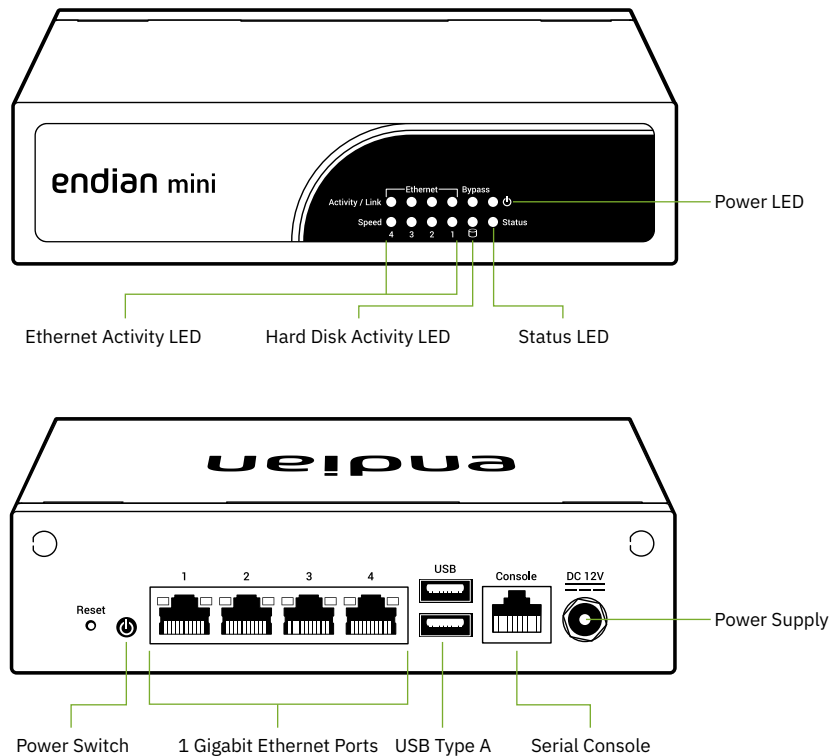 endian mini
Ethernet Bypass
Activity / Link
Speed Status
4 3 2 1
Power LED
Ethernet Activity LED Hard Disk Activity LED Status LED
endian
1 2 3 4 USB Console DC 12V
Reset
Power Supply
Power Switch 1 Gigabit Ethernet Ports USB Type A Serial Console